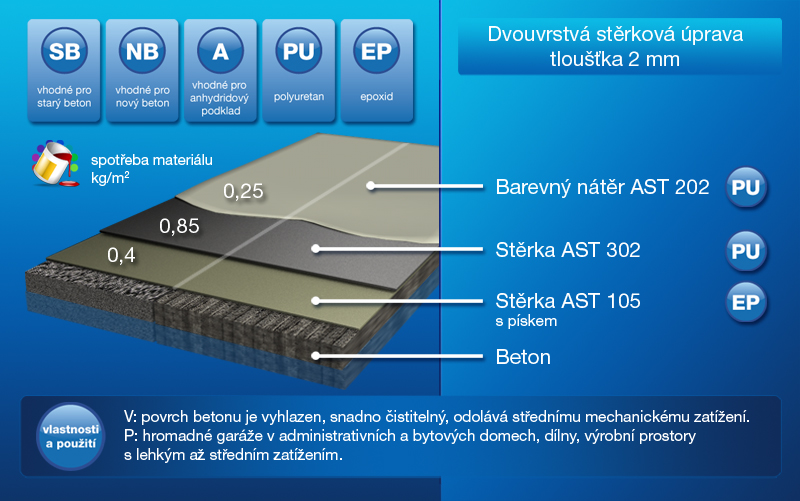 SB
vhodné pro
starý beton
NB
vhodné pro
nový beton
A
vhodné pro
anhydridový
podklad
PU
polyuretan
EP
epoxid
Dvouvrstvá stěrková úprava
tloušťka 2 mm
spotřeba materiálu
kg/m²
0,25
0,85
0,4
Barevný nátěr AST 202
PU
Stěrka AST 302
PU
Stěrka AST 105
s pískem
EP
Beton
vlastnosti
a použití
V: povrch betonu je vyhlazen, snadno čistitelný, odolává střednímu mechanickému zatížení.
P: hromadné garáže v administrativních a bytových domech, dílny, výrobní prostory
s lehkým až středním zatížením.